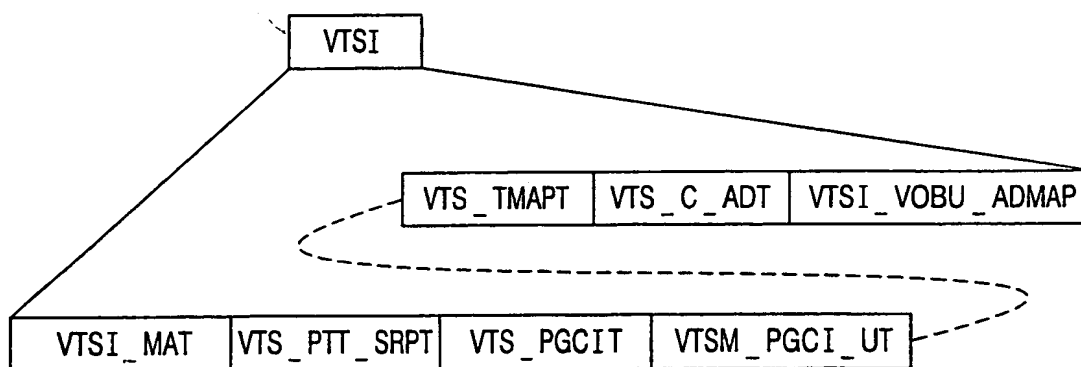 VTSI
VTS_TMAPT VTS_C_ADT VTSI_VOBU_ADMAP
VTSI_MAT VTS_PTT_SRPT VTS_PGCIT VTSM_PGCI_UT